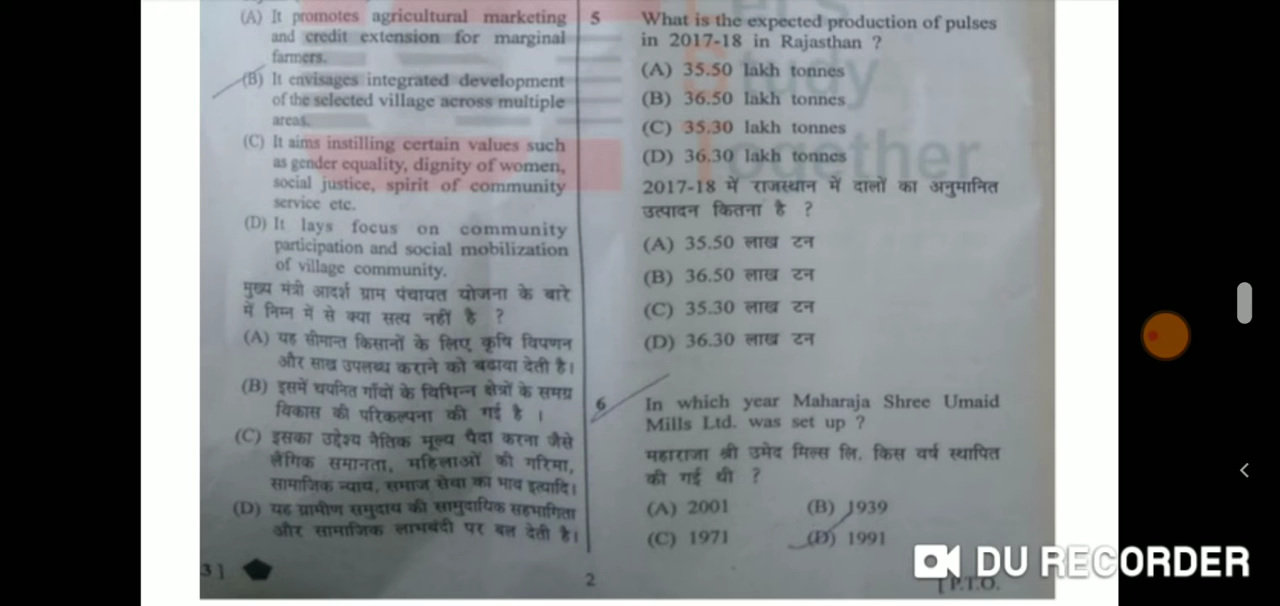 (A) It promotes agricultural marketing
and credit extension for marginal
farmers.
(B) It envisages integrated development
of the selected village across multiple
areas.
(C) It aims instilling certain values such
as gender equality, dignity of women,
social justice, spirit of community
service etc.
(D) It lays focus on community
participation and social mobilization
of village community.
मुख्य मंत्री आदर्श ग्राम पंचायत योजना के बारे
में निम्न में से क्या सत्य नहीं है ?
(A) यह सीमान्त किसानों के लिए कृषि विपणन
और साख उपलब्ध कराने को बढावा देती है।
(B) इसमें चयनित गाँवों के विभिन्न क्षेत्रों के समग्र
विकास की परिकल्पना की गई है ।
(C) इसका उद्देश्य नैतिक मूल्य पैदा करना जैसे
लैंगिक समानता, महिलाओं की गरिमा,
सामाजिक न्याय, समाज सेवा का भाव इत्यादि।
(D) यह ग्रामीण समुदाय की सामुदायिक सहभागिता
और सामाजिक लाभबंदी पर बल देती है।
3 ]
2
5 What is the expected production of pulses
in 2017-18 in Rajasthan ?
(A) 35.50 lakh tonnes
(B) 36.50 lakh tonnes
(C) 35.30 lakh tonnes
(D) 36.30 lakh tonnes
2017-18 में राजस्थान में दालों का अनुमानित
उत्पादन कितना है ?
(A) 35.50 लाख टन
(B) 36.50 लाख टन
(C) 35.30 लाख टन
(D) 36.30 लाख टन
6 In which year Maharaja Shree Umaid
Mills Ltd. was set up ?
महाराजा श्री उमेद मिल्स लि. किस वर्ष स्थापित
की गई थी ?
(A) 2001 (B) 1939
(C) 1971 (D) 1991
[ P.T.O.
Let's
Study
Together
DU RECORDER